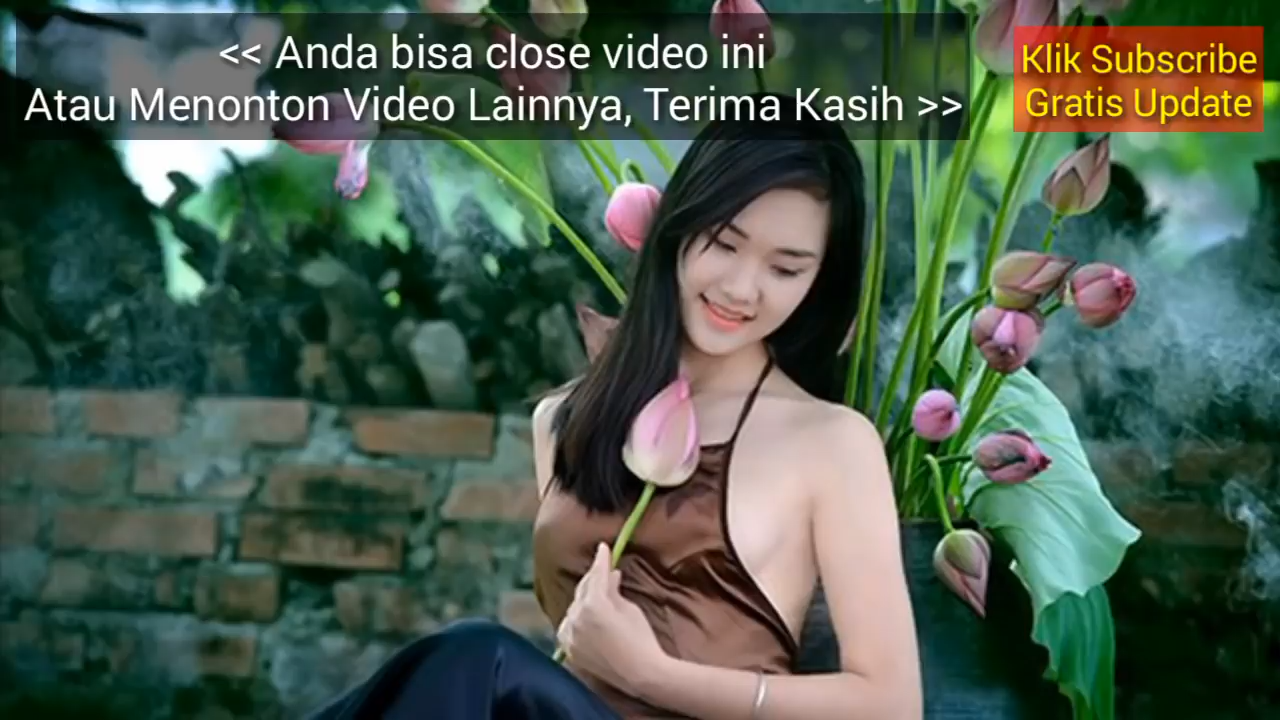 << Anda bisa close video ini
Atau Menonton Video Lainnya, Terima Kasih >>
Klik Subscribe
Gratis Update